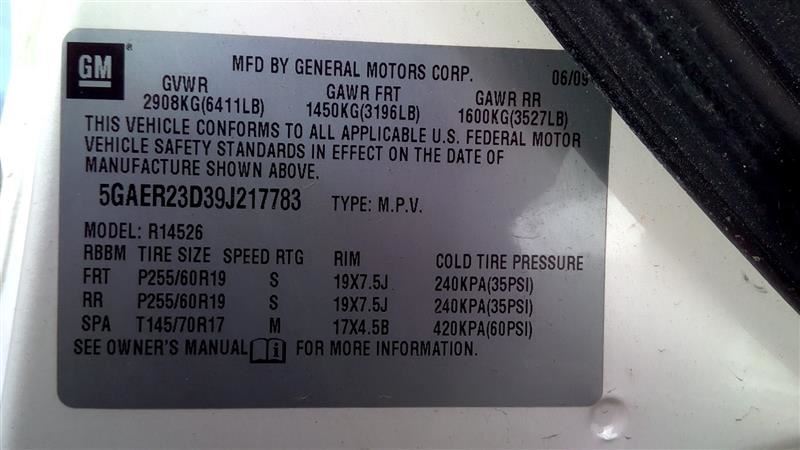 GM
MFD BY GENERAL MOTORS CORP. 06/09
GVWR GAWR FRT GAWR RR
2908KG(6411LB) 1450KG(3196LB) 1600KG(3527LB)
THIS VEHICLE CONFORMS TO ALL APPLICABLE U.S. FEDERAL MOTOR
VEHICLE SAFETY STANDARDS IN EFFECT ON THE DATE OF
MANUFACTURE SHOWN ABOVE.
5GAER23D39J217783 TYPE: M.P.V.
MODEL: R14526
RBBM TIRE SIZE SPEED RTG RIM COLD TIRE PRESSURE
FRT P255/60R19 S 19X7.5J 240KPA(35PSI)
RR P255/60R19 S 19X7.5J 240KPA(35PSI)
SPA T145/70R17 M 17X4.5B 420KPA(60PSI)
SEE OWNER'S MANUAL FOR MORE INFORMATION.